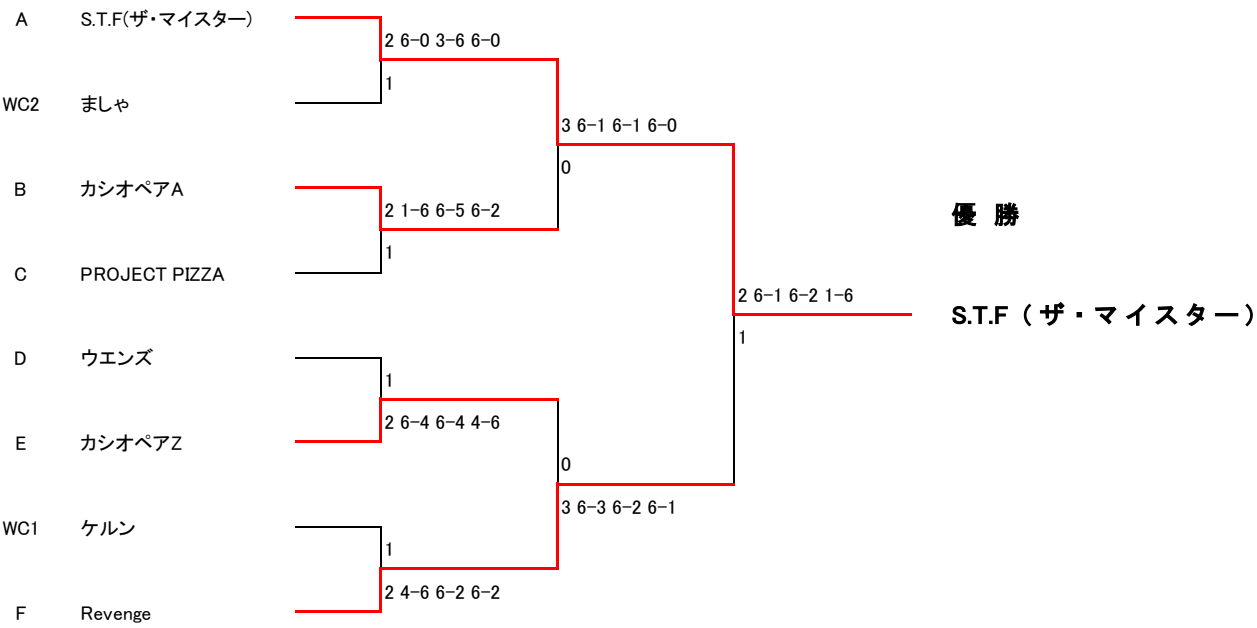 A S.T.F(ザ・マイスター)
2 6-0 3-6 6-0
1
WC2 ましゃ
3 6-1 6-1 6-0
0
B カシオペアA
2 1-6 6-5 6-2
1
優 勝
C PROJECT PIZZA
2 6-1 6-2 1-6
S.T.F (ザ・マイスター)
1
D ウエンズ
1
2 6-4 6-4 4-6
E カシオペアZ
0
3 6-3 6-2 6-1
WC1 ケルン
1
2 4-6 6-2 6-2
F Revenge